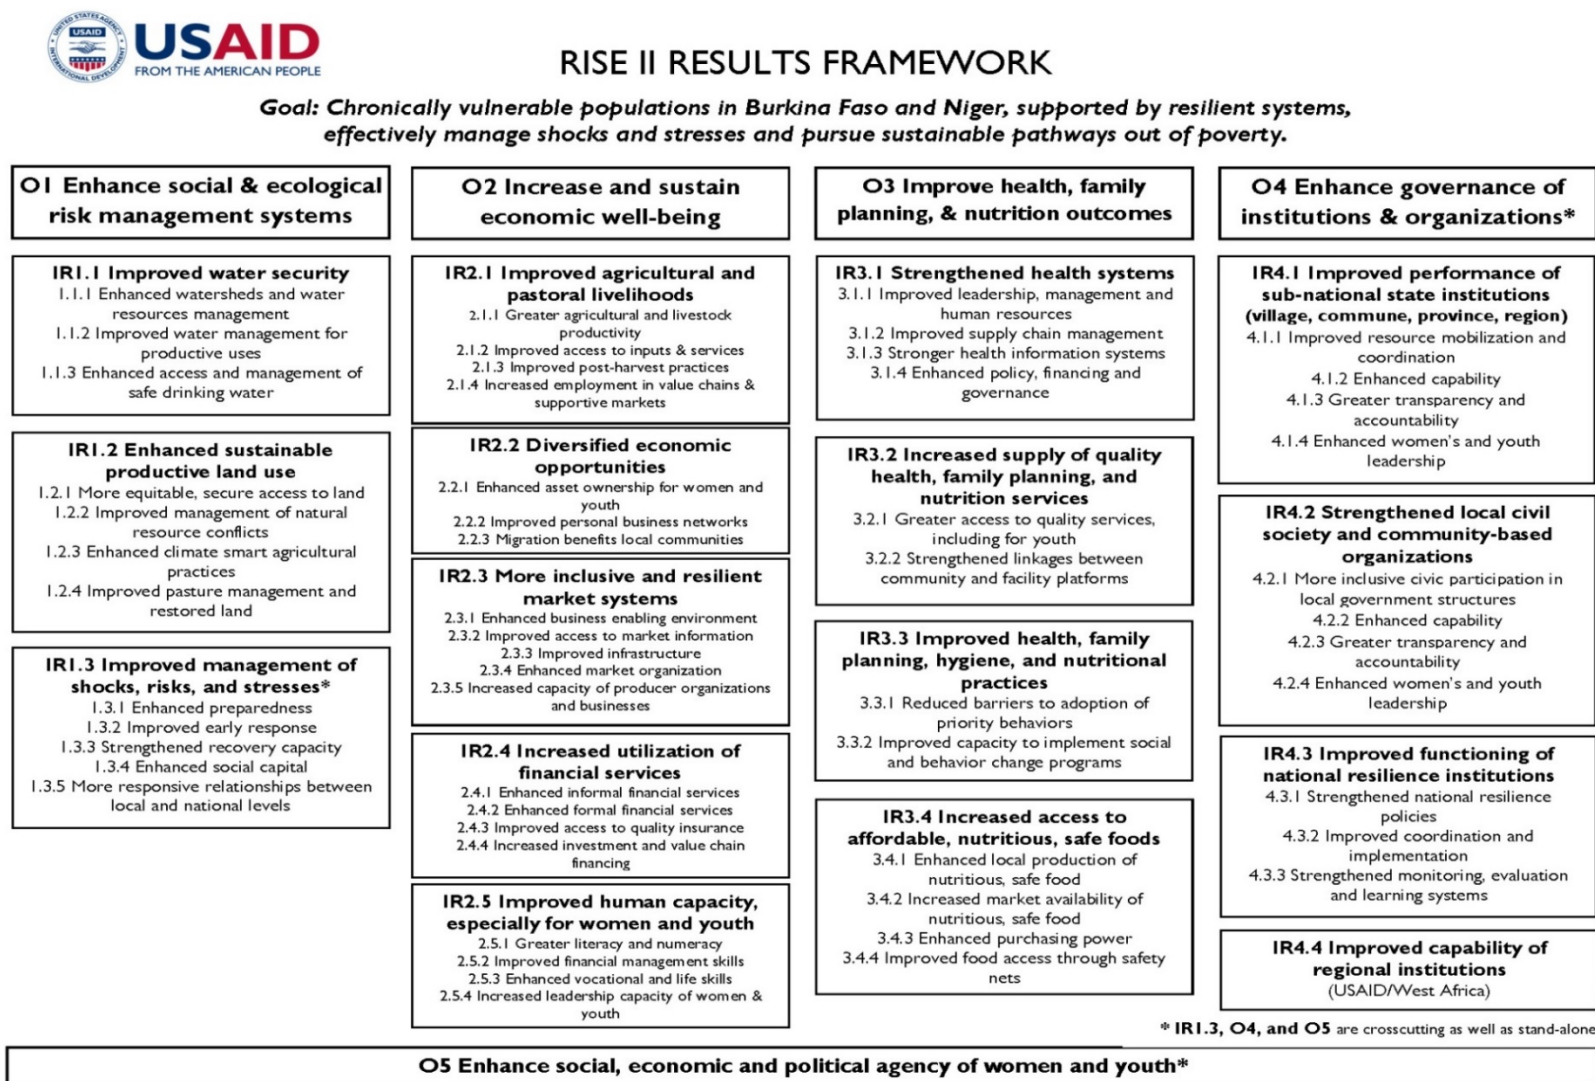 UNITED STATES AGENCY
USAID
INTERNATIONAL DEVELOPMENT
USAID
FROM THE AMERICAN PEOPLE
RISE II RESULTS FRAMEWORK
Goal: Chronically vulnerable populations in Burkina Faso and Niger, supported by resilient systems,
effectively manage shocks and stresses and pursue sustainable pathways out of poverty.
O1 Enhance social & ecological
risk management systems
IR1.1 Improved water security
1.1.1 Enhanced watersheds and water
resources management
1.1.2 Improved water management for
productive uses
1.1.3 Enhanced access and management of
safe drinking water
IR1.2 Enhanced sustainable
productive land use
1.2.1 More equitable, secure access to land
1.2.2 Improved management of natural
resource conflicts
1.2.3 Enhanced climate smart agricultural
practices
1.2.4 Improved pasture management and
restored land
IR1.3 Improved management of
shocks, risks, and stresses*
1.3.1 Enhanced preparedness
1.3.2 Improved early response
1.3.3 Strengthened recovery capacity
1.3.4 Enhanced social capital
1.3.5 More responsive relationships between
local and national levels
O2 Increase and sustain
economic well-being
IR2.1 Improved agricultural and
pastoral livelihoods
2.1.1 Greater agricultural and livestock
productivity
2.1.2 Improved access to inputs & services
2.1.3 Improved post-harvest practices
2.1.4 Increased employment in value chains &
supportive markets
IR2.2 Diversified economic
opportunities
2.2.1 Enhanced asset ownership for women and
youth
2.2.2 Improved personal business networks
2.2.3 Migration benefits local communities
IR2.3 More inclusive and resilient
market systems
2.3.1 Enhanced business enabling environment
2.3.2 Improved access to market information
2.3.3 Improved infrastructure
2.3.4 Enhanced market organization
2.3.5 Increased capacity of producer organizations
and businesses
IR2.4 Increased utilization of
financial services
2.4.1 Enhanced informal financial services
2.4.2 Enhanced formal financial services
2.4.3 Improved access to quality insurance
2.4.4 Increased investment and value chain
financing
IR2.5 Improved human capacity,
especially for women and youth
2.5.1 Greater literacy and numeracy
2.5.2 Improved financial management skills
2.5.3 Enhanced vocational and life skills
2.5.4 Increased leadership capacity of women &
youth
O3 Improve health, family
planning, & nutrition outcomes
IR3.1 Strengthened health systems
3.1.1 Improved leadership, management and
human resources
3.1.2 Improved supply chain management
3.1.3 Stronger health information systems
3.1.4 Enhanced policy, financing and
governance
IR3.2 Increased supply of quality
health, family planning, and
nutrition services
3.2.1 Greater access to quality services,
including for youth
3.2.2 Strengthened linkages between
community and facility platforms
IR3.3 Improved health, family
planning, hygiene, and nutritional
practices
3.3.1 Reduced barriers to adoption of
priority behaviors
3.3.2 Improved capacity to implement social
and behavior change programs
IR3.4 Increased access to
affordable, nutritious, safe foods
3.4.1 Enhanced local production of
nutritious, safe food
3.4.2 Increased market availability of
nutritious, safe food
3.4.3 Enhanced purchasing power
3.4.4 Improved food access through safety
nets
O4 Enhance governance of
institutions & organizations*
IR4.1 Improved performance of
sub-national state institutions
(village, commune, province, region)
4.1.1 Improved resource mobilization and
coordination
4.1.2 Enhanced capability
4.1.3 Greater transparency and
accountability
4.1.4 Enhanced women's and youth
leadership
IR4.2 Strengthened local civil
society and community-based
organizations
4.2.1 More inclusive civic participation in
local government structures
4.2.2 Enhanced capability
4.2.3 Greater transparency and
accountability
4.2.4 Enhanced women's and youth
leadership
IR4.3 Improved functioning of
national resilience institutions
4.3.1 Strengthened national resilience
policies
4.3.2 Improved coordination and
implementation
4.3.3 Strengthened monitoring, evaluation
and learning systems
IR4.4 Improved capability of
regional institutions
(USAID/West Africa)
* IR1.3, O4, and O5 are crosscutting as well as stand-alone
O5 Enhance social, economic and political agency of women and youth*